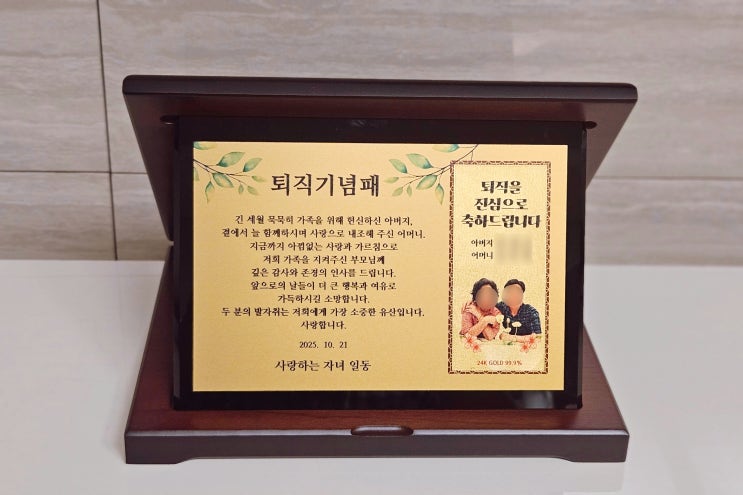 퇴직기념패
긴 세월 묵묵히 가족을 위해 헌신하신 아버지,
곁에서 늘 함께하시며 사랑으로 내조해 주신 어머니.
지금까지 아낌없는 사랑과 가르침으로
저희 가족을 지켜주신 부모님께
깊은 감사와 존경의 인사를 드립니다.
앞으로의 날들이 더 큰 행복과 여유로
가득하시길 소망합니다.
두 분의 발자취는 저희에게 가장 소중한 유산입니다.
사랑합니다.
2025. 10. 21
사랑하는 자녀 일동
퇴직을
진심으로
축하드립니다
아버지
어머니
24K GOLD 99.9%